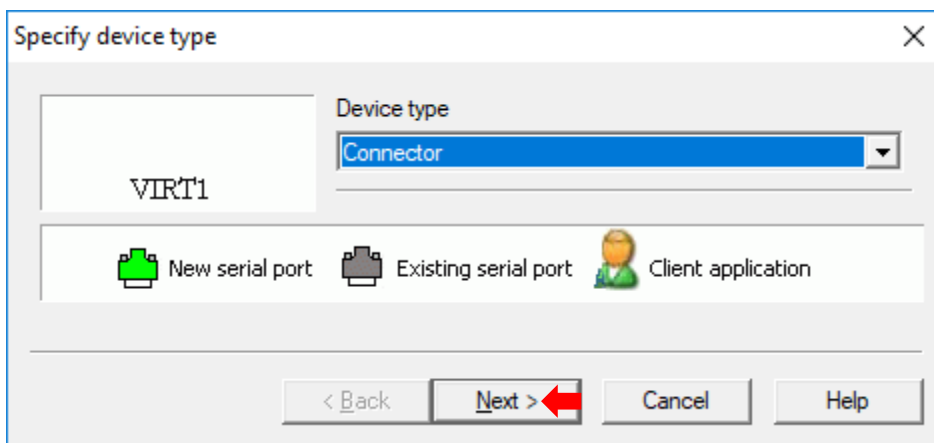 Specify device type
Device type
Connector
VIRT1
New serial port
Existing serial port
Client application
< Back
Next >
Cancel
Help